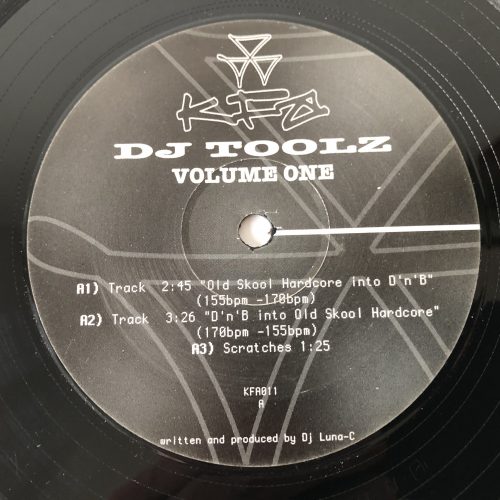 KFA
DJ TOOLZ
VOLUME ONE
A1) Track 2:45 "Old Skool Hardcore into D'n'B"
(155bpm -170bpm)
A2) Track 3:26 "D'n'B into Old Skool Hardcore"
(170bpm -155bpm)
A3) Scratches 1:25
KFA011
A
written and produced by Dj Luna-C